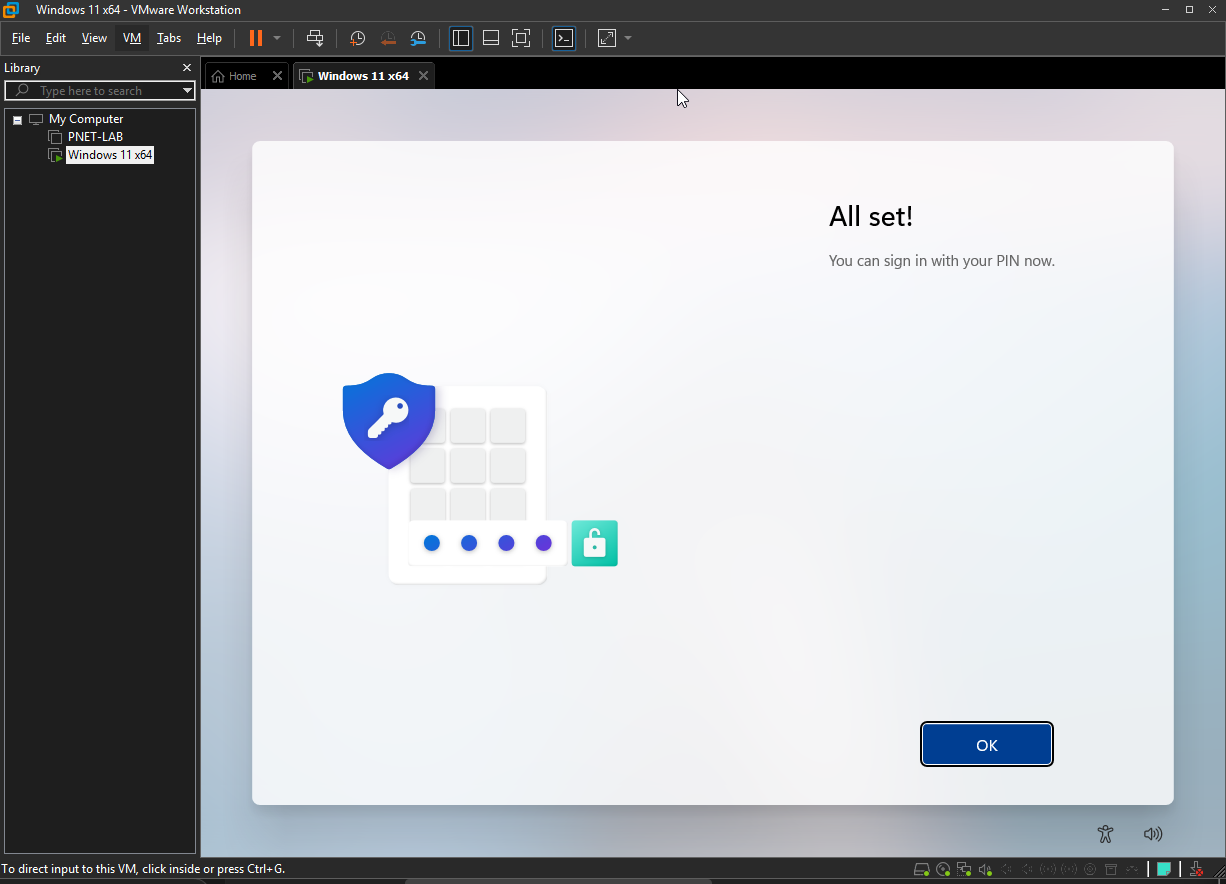 Windows 11 x64 - VMware Workstation
File Edit View VM Tabs Help
Library
Home
Windows 11 x64
Type here to search
My Computer
PNET-LAB
Windows 11 x64
All set!
You can sign in with your PIN now.
OK
To direct input to this VM, click inside or press Ctrl+G.